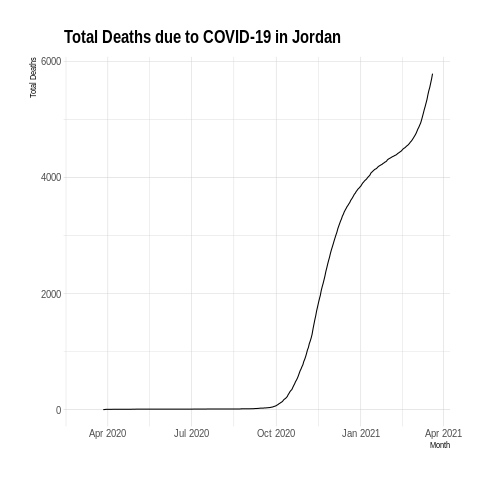 Total Deaths due to COVID-19 in Jordan
Total Deaths
6000
4000
2000
0
Apr 2020 Jul 2020 Oct 2020 Jan 2021 Apr 2021
Month